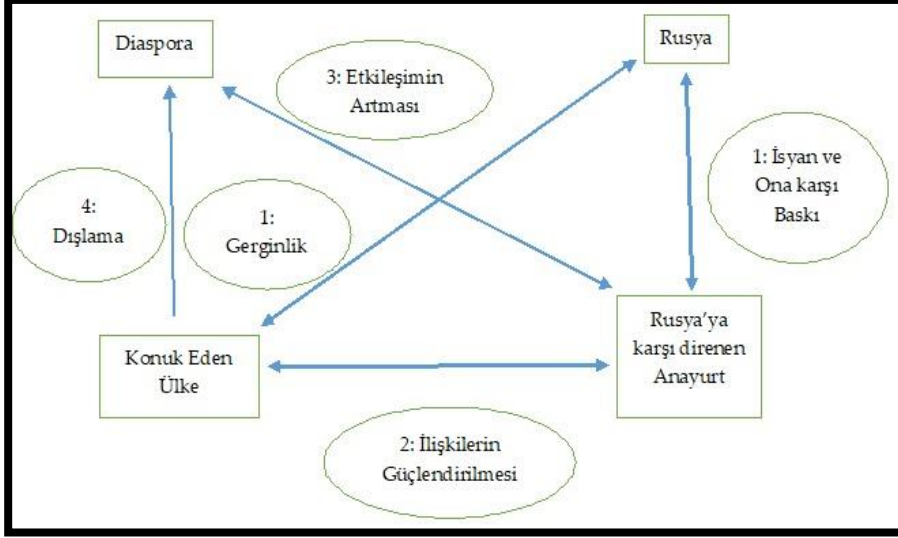 Diaspora
Rusya
3: Etkileşimin
Artması
1: İsyan ve
Ona karşı
Baskı
4:
Dışlama
1:
Gerginlik
Konuk Eden
Ülke
Rusya'ya
karşı direnen
Anayurt
2: İlişkilerin
Güçlendirilmesi